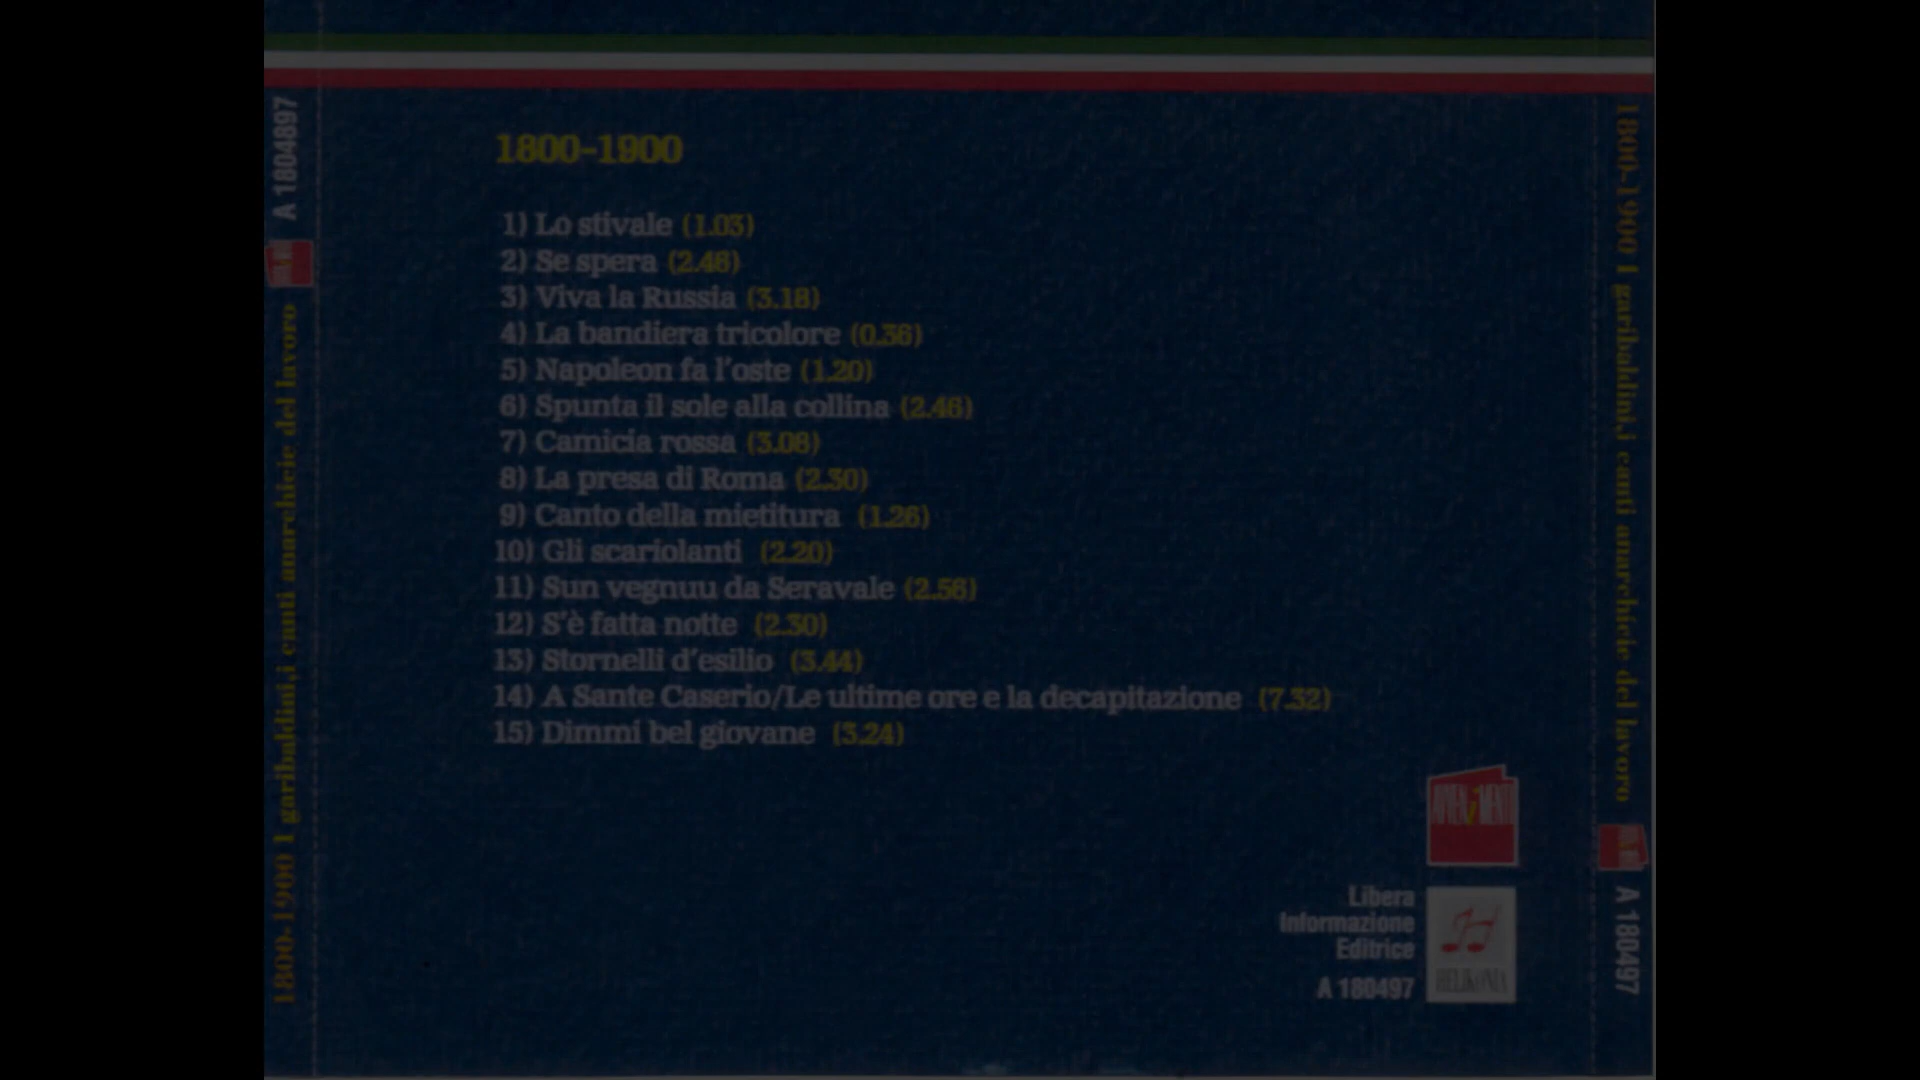 1800-1900
1) Lo stivale (1.03)
2) Se spera (2.46)
3) Viva la Russia (3.18)
4) La bandiera tricolore (0.36)
5) Napoleon fa l'oste (1.20)
6) Spunta il sole alla collina (2.46)
7) Camicia rossa (3.08)
8) La presa di Roma (2.30)
9) Canto della mietitura (1.26)
10) Gli scariolanti (2.20)
11) Sun vegnuu da Seravale (2.56)
12) S'è fatta notte (2.30)
13) Stornelli d'esilio (3.44)
14) A Sante Caserio/Le ultime ore e la decapitazione (7.32)
15) Dimmi bel giovane (3.24)
AVVENIMENTI
Libera
Informazione
Editrice
A 180497
HELIKONIA
1800-1900 I garibaldini,i canti anarchicie del lavoro
A 1804897
1800-1900 I garibaldini,i canti anarchicie del lavoro
A 180497